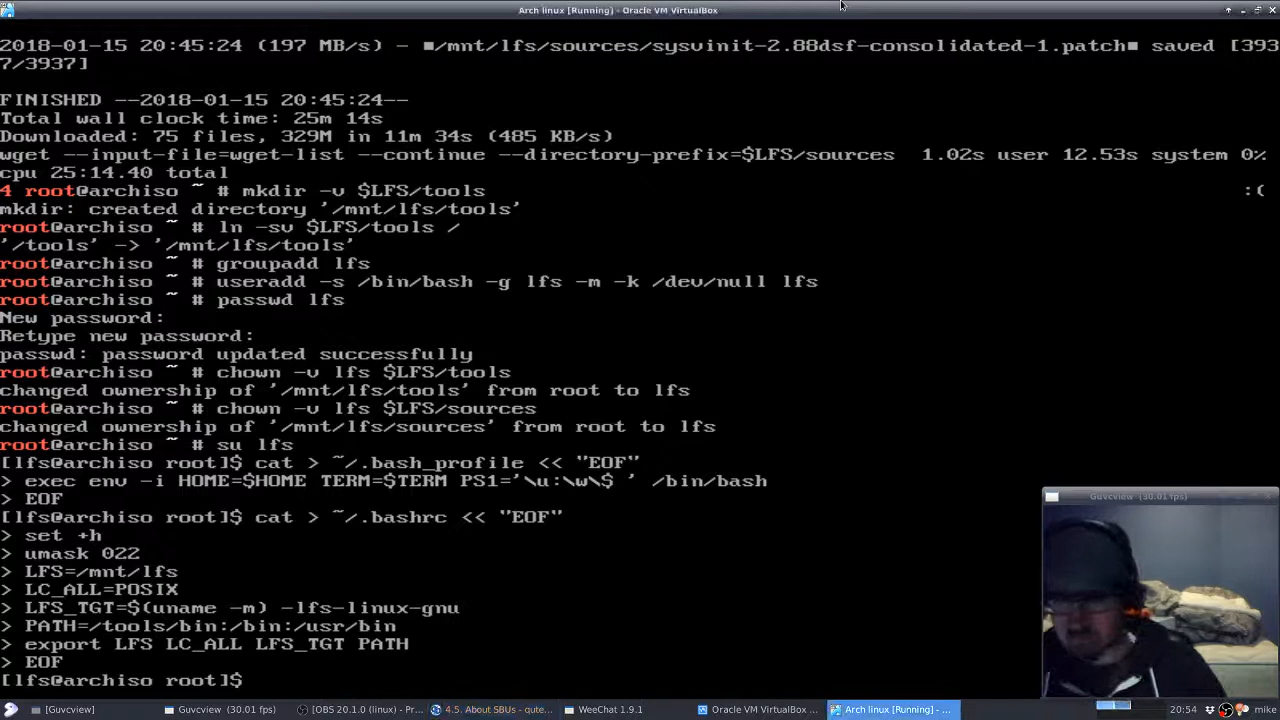 Arch linux [Running] - Oracle VM VirtualBox
2018-01-15 20:45:24 (197 MB/s) - ■/mnt/lfs/sources/sysvinit-2.88dsf-consolidated-1.patch■ saved [393
7/3937]
FINISHED --2018-01-15 20:45:24--
Total wall clock time: 25m 14s
Downloaded: 75 files, 329M in 11m 34s (485 KB/s)
wget --input-file=wget-list --continue --directory-prefix=$LFS/sources  1.02s user 12.53s system 0%
cpu 25:14.40 total
4 root@archiso ~ # mkdir -v $LFS/tools :(
mkdir: created directory '/mnt/lfs/tools'
root@archiso ~ # ln -sv $LFS/tools /
'/tools' -> '/mnt/lfs/tools'
root@archiso ~ # groupadd lfs
root@archiso ~ # useradd -s /bin/bash -g lfs -m -k /dev/null lfs
root@archiso ~ # passwd lfs
New password:
Retype new password:
passwd: password updated successfully
root@archiso ~ # chown -v lfs $LFS/tools
changed ownership of '/mnt/lfs/tools' from root to lfs
root@archiso ~ # chown -v lfs $LFS/sources
changed ownership of '/mnt/lfs/sources' from root to lfs
root@archiso ~ # su lfs
[lfs@archiso root]$ cat > ~/.bash_profile << "EOF"
> exec env -i HOME=$HOME TERM=$TERM PS1='\u:\w\$ ' /bin/bash
> EOF
[lfs@archiso root]$ cat > ~/.bashrc << "EOF"
> set +h
> umask 022
> LFS=/mnt/lfs
> LC_ALL=POSIX
> LFS_TGT=$(uname -m) -lfs-linux-gnu
> PATH=/tools/bin:/bin:/usr/bin
> export LFS LC_ALL LFS_TGT PATH
> EOF
[lfs@archiso root]$
Guvcview (30.01 fps)
[Guvcview] Guvcview (30.01 fps) [OBS 20.1.0 (linux) - Pr... 4.5. About SBUs - qute... WeeChat 1.9.1 Oracle VM VirtualBox ... Arch linux [Running] - ... 20:54 mike